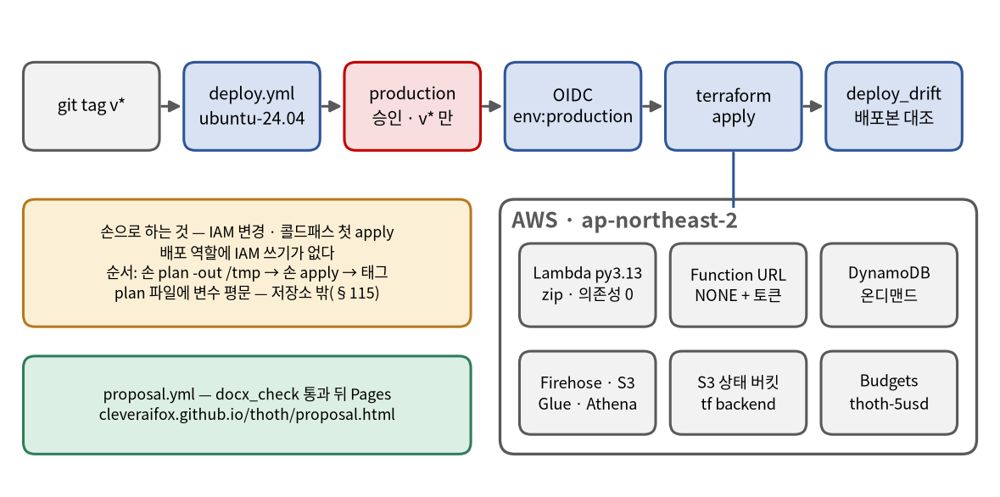 git tag v*
deploy.yml
ubuntu-24.04
production
승인 · v* 만
OIDC
env:production
terraform
apply
deploy_drift
배포본 대조
손으로 하는 것 — IAM 변경 · 콜드패스 첫 apply
배포 역할에 IAM 쓰기가 없다
순서: 손 plan -out /tmp → 손 apply → 태그
plan 파일에 변수 평문 — 저장소 밖(§115)
proposal.yml — docx_check 통과 뒤 Pages
cleveraifox.github.io/thoth/proposal.html
AWS · ap-northeast-2
Lambda py3.13
zip · 의존성 0
Function URL
NONE + 토큰
DynamoDB
온디맨드
Firehose · S3
Glue · Athena
S3 상태 버킷
tf backend
Budgets
thoth-5usd